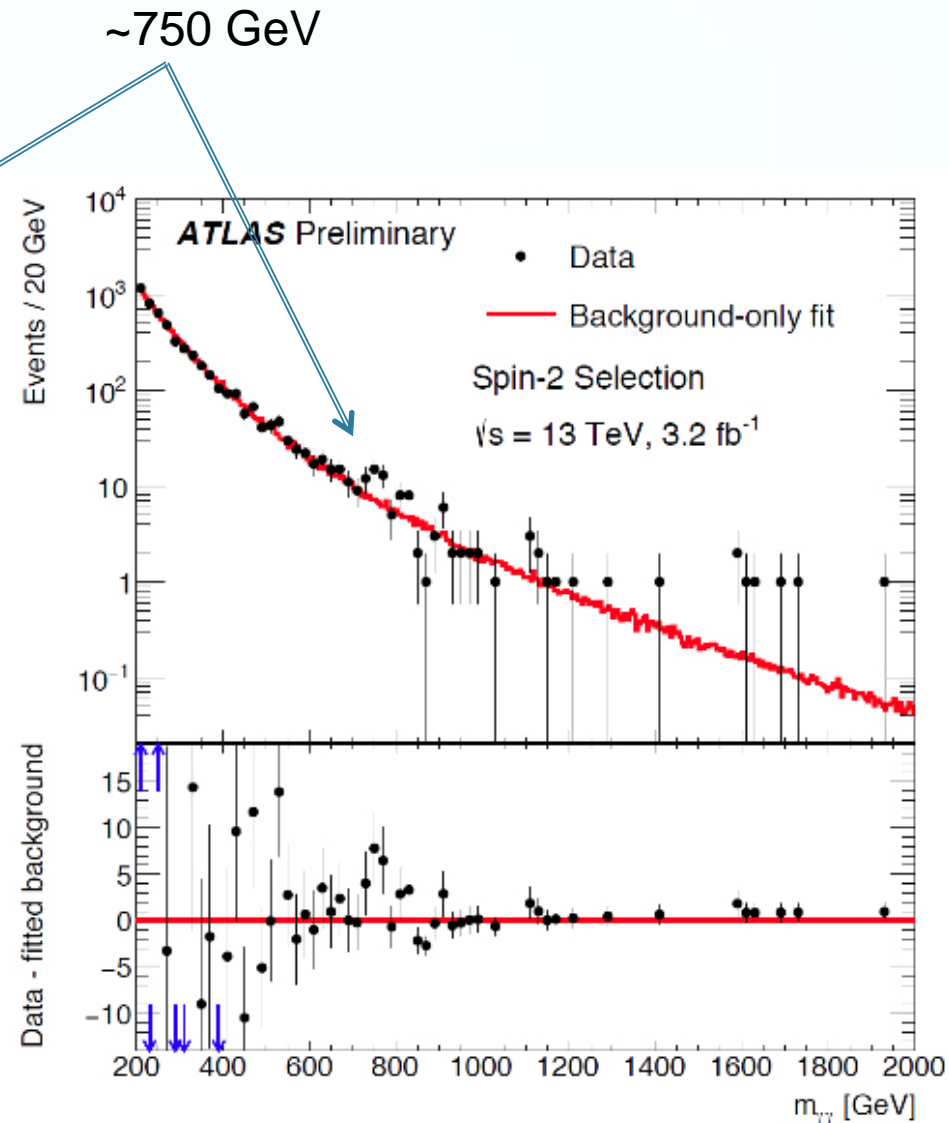 ~750 GeV
ATLAS Preliminary
Data
Background-only fit
Spin-2 Selection
√s = 13 TeV, 3.2 fb⁻¹
Events / 20 GeV
10⁴
10³
10²
10
1
10⁻¹
Data - fitted background
15
10
5
0
−5
−10
200 400 600 800 1000 1200 1400 1600 1800 2000
m [GeV]